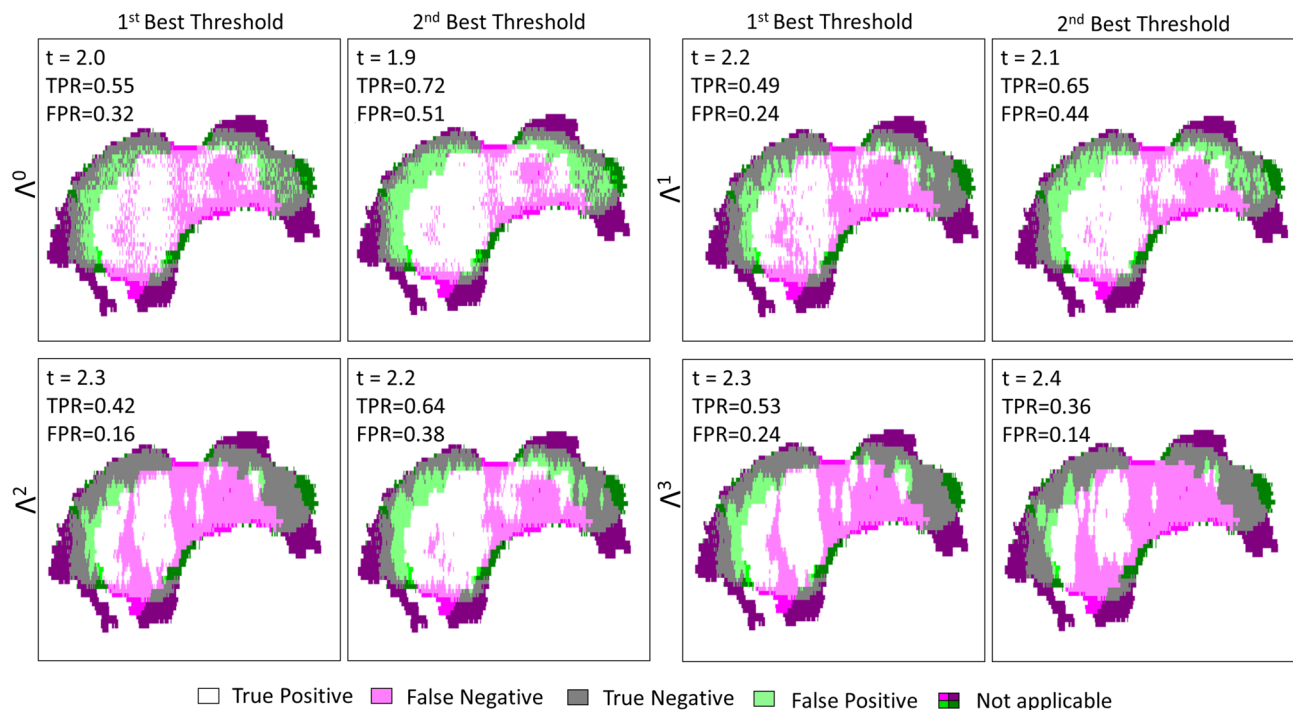 1st Best Threshold
2nd Best Threshold
1st Best Threshold
2nd Best Threshold
Λ0
t = 2.0
TPR=0.55
FPR=0.32
t = 1.9
TPR=0.72
FPR=0.51
Λ1
t = 2.2
TPR=0.49
FPR=0.24
t = 2.1
TPR=0.65
FPR=0.44
Λ2
t = 2.3
TPR=0.42
FPR=0.16
t = 2.2
TPR=0.64
FPR=0.38
Λ3
t = 2.3
TPR=0.53
FPR=0.24
t = 2.4
TPR=0.36
FPR=0.14
True Positive False Negative True Negative False Positive Not applicable